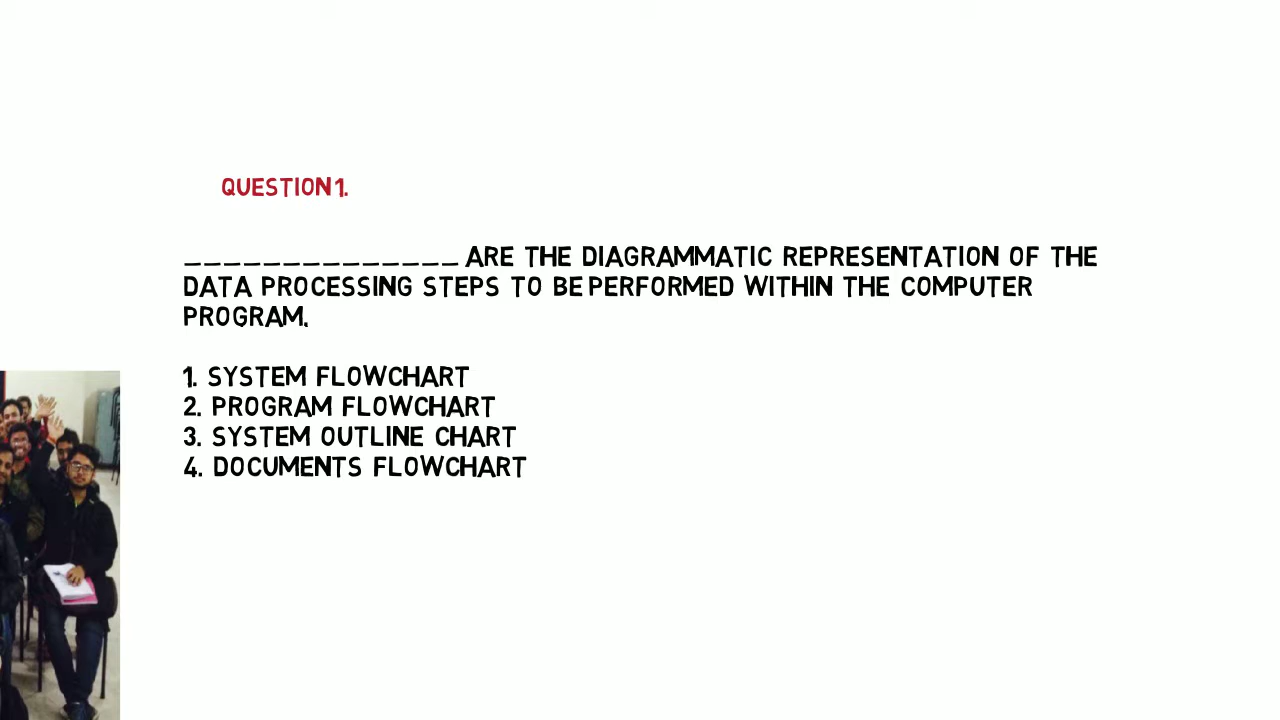 QUESTION 1.
______________ ARE THE DIAGRAMMATIC REPRESENTATION OF THE
DATA PROCESSING STEPS TO BE PERFORMED WITHIN THE COMPUTER
PROGRAM.
1. SYSTEM FLOWCHART
2. PROGRAM FLOWCHART
3. SYSTEM OUTLINE CHART
4. DOCUMENTS FLOWCHART